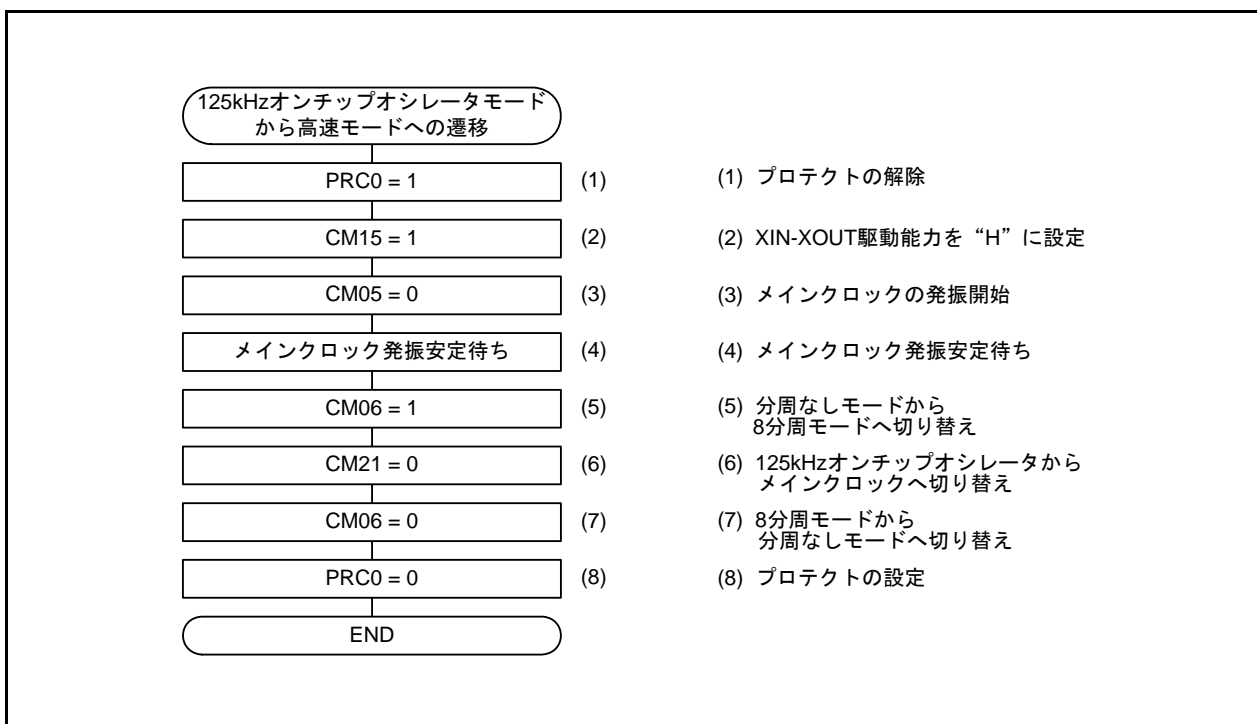 125kHzオンチップオシレータモード
から高速モードへの遷移
PRC0 = 1
(1)
(1) プロテクトの解除
CM15 = 1
(2)
(2) XIN-XOUT駆動能力を“H”に設定
CM05 = 0
(3)
(3) メインクロックの発振開始
メインクロック発振安定待ち
(4)
(4) メインクロック発振安定待ち
CM06 = 1
(5)
(5) 分周なしモードから
8分周モードへ切り替え
CM21 = 0
(6)
(6) 125kHzオンチップオシレータから
メインクロックへ切り替え
CM06 = 0
(7)
(7) 8分周モードから
分周なしモードへ切り替え
PRC0 = 0
(8)
(8) プロテクトの設定
END